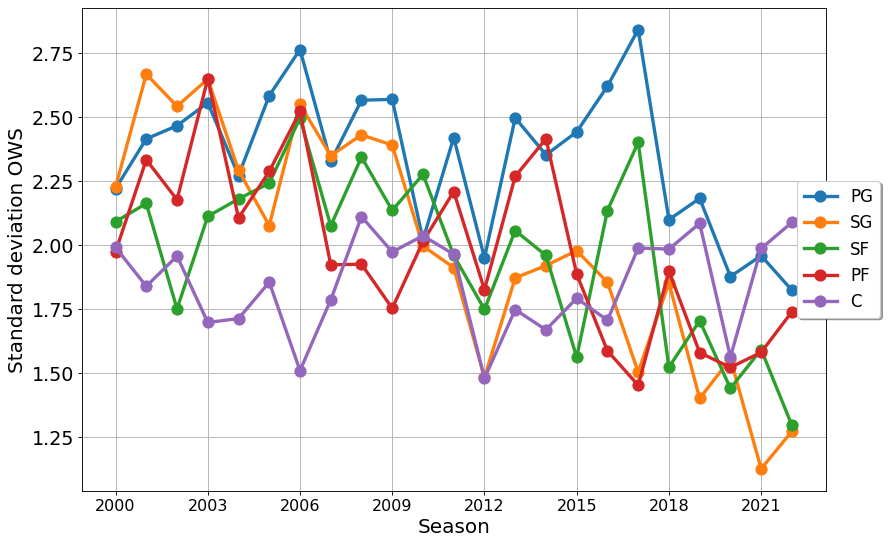 Standard deviation OWS
2.75
2.50
2.25
2.00
1.75
1.50
1.25
2000 2003 2006 2009 2012 2015 2018 2021
Season
PG
SG
SF
PF
C